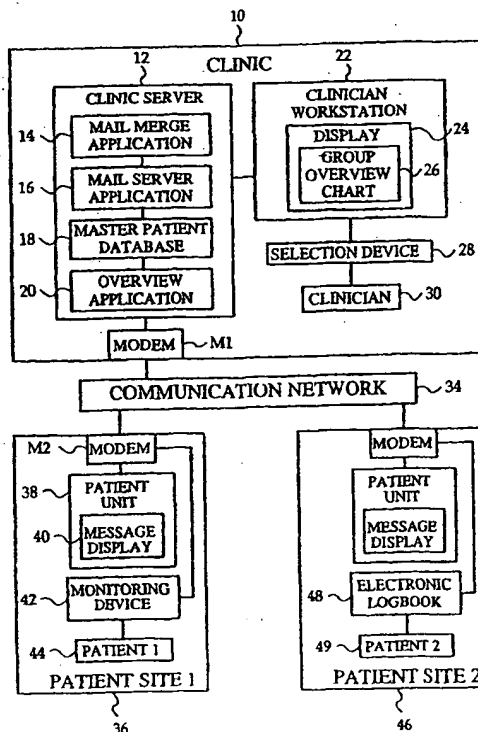 10
CLINIC
12
22
CLINIC SERVER
14
MAIL MERGE
APPLICATION
16
MAIL SERVER
APPLICATION
18
MASTER PATIENT
DATABASE
20
OVERVIEW
APPLICATION
CLINICIAN
WORKSTATION
DISPLAY
24
GROUP
OVERVIEW
CHART
26
SELECTION DEVICE
28
CLINICIAN
30
MODEM
M1
COMMUNICATION NETWORK
34
M2
MODEM
38
PATIENT
UNIT
40
MESSAGE
DISPLAY
42
MONITORING
DEVICE
44
PATIENT 1
PATIENT SITE 1
36
MODEM
PATIENT
UNIT
MESSAGE
DISPLAY
48
ELECTRONIC
LOGBOOK
49
PATIENT 2
PATIENT SITE 2
46